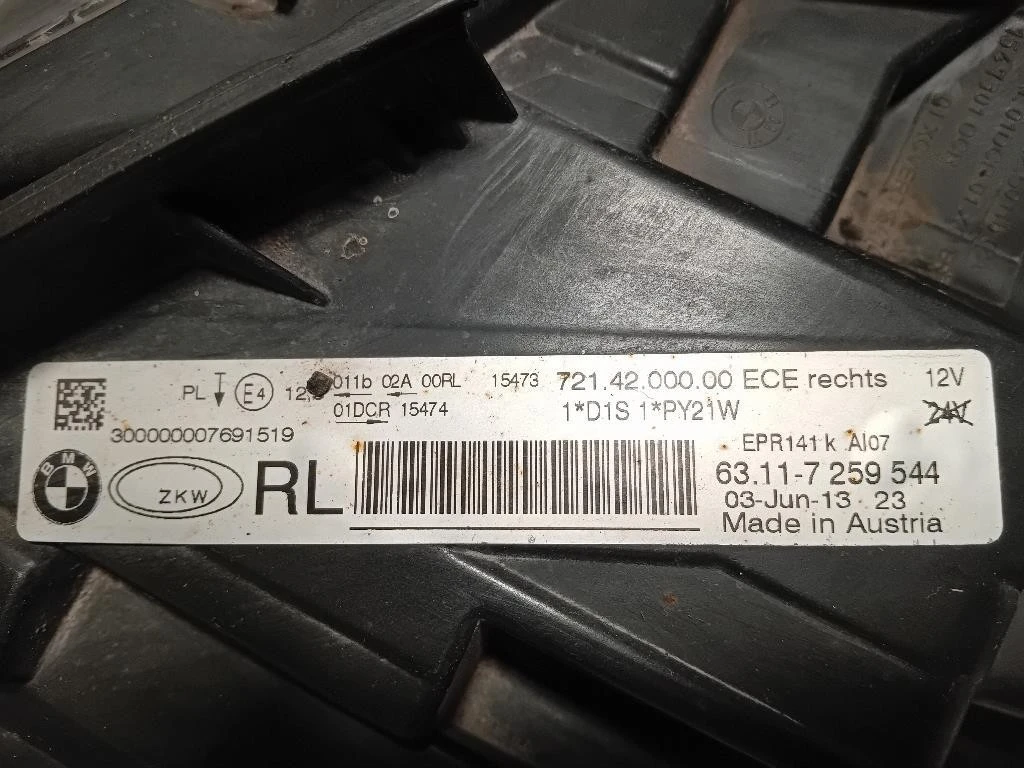 PL E4 12, 011b 02A 00RL 15473 721.42.000.00 ECE rechts 12V
01DCR 15474 1*D1S 1*PY21W 24V
300000007691519 EPR141 k AI07
BMW ZKW RL 63.11-7 259 544
03-Jun-13 23
Made in Austria